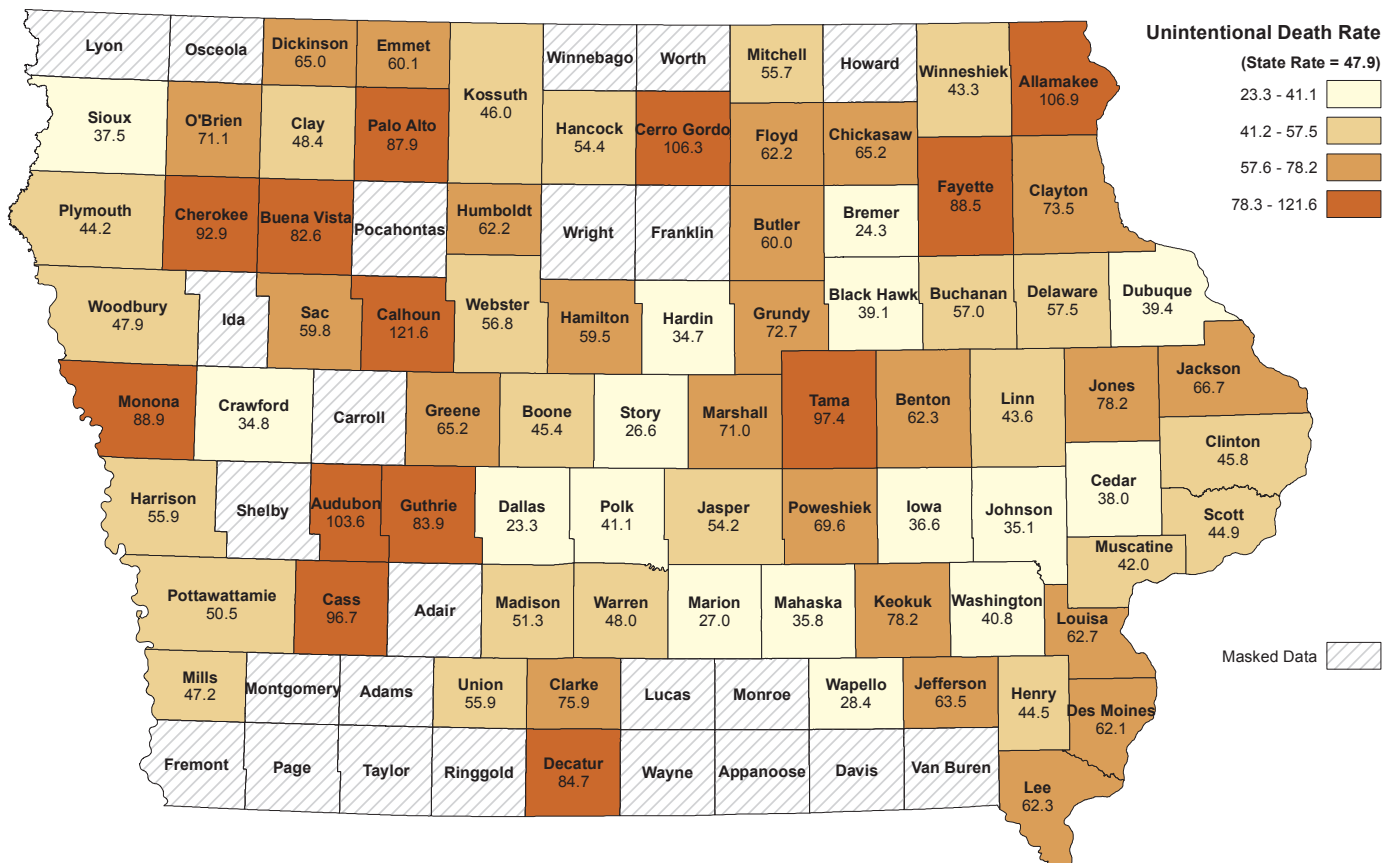 Unintentional Death Rate
(State Rate = 47.9)
23.3 - 41.1
41.2 - 57.5
57.6 - 78.2
78.3 - 121.6
Lyon
Osceola
Dickinson
65.0
Emmet
60.1
Kossuth
46.0
Winnebago
Worth
Mitchell
55.7
Howard
Winneshiek
43.3
Allamakee
106.9
Sioux
37.5
O'Brien
71.1
Clay
48.4
Palo Alto
87.9
Hancock
54.4
Cerro Gordo
106.3
Floyd
62.2
Chickasaw
65.2
Fayette
88.5
Clayton
73.5
Plymouth
44.2
Cherokee
92.9
Buena Vista
82.6
Pocahontas
Humboldt
62.2
Wright
Franklin
Butler
60.0
Bremer
24.3
Woodbury
47.9
Ida
Sac
59.8
Calhoun
121.6
Webster
56.8
Hamilton
59.5
Hardin
34.7
Grundy
72.7
Black Hawk
39.1
Buchanan
57.0
Delaware
57.5
Dubuque
39.4
Monona
88.9
Crawford
34.8
Carroll
Greene
65.2
Boone
45.4
Story
26.6
Marshall
71.0
Tama
97.4
Benton
62.3
Linn
43.6
Jones
78.2
Jackson
66.7
Clinton
45.8
Harrison
55.9
Shelby
Audubon
103.6
Guthrie
83.9
Dallas
23.3
Polk
41.1
Jasper
54.2
Poweshiek
69.6
Iowa
36.6
Johnson
35.1
Cedar
38.0
Scott
44.9
Muscatine
42.0
Pottawattamie
50.5
Cass
96.7
Adair
Madison
51.3
Warren
48.0
Marion
27.0
Mahaska
35.8
Keokuk
78.2
Washington
40.8
Louisa
62.7
Masked Data
Mills
47.2
Montgomery
Adams
Union
55.9
Clarke
75.9
Lucas
Monroe
Wapello
28.4
Jefferson
63.5
Henry
44.5
Des Moines
62.1
Fremont
Page
Taylor
Ringgold
Decatur
84.7
Wayne
Appanoose
Davis
Van Buren
Lee
62.3